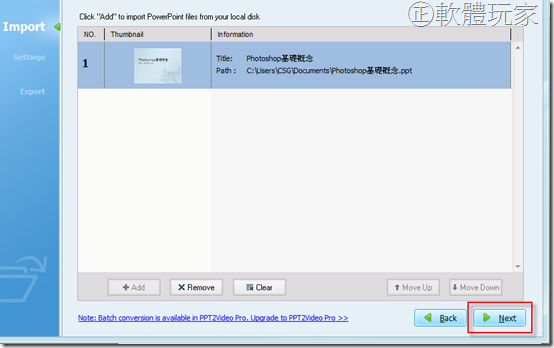 正軟體玩家
Click "Add" to import PowerPoint files from your local disk
Import
NO. Thumbnail Information
Settings
1 Photoshop基礎概念 Title: Photoshop基礎概念
Path : C:\Users\CSG\Documents\Photoshop基礎概念.ppt
Export
Add Remove Clear Move Up Move Down
Note: Batch conversion is available in PPT2Video Pro. Upgrade to PPT2Video Pro >>
Back Next